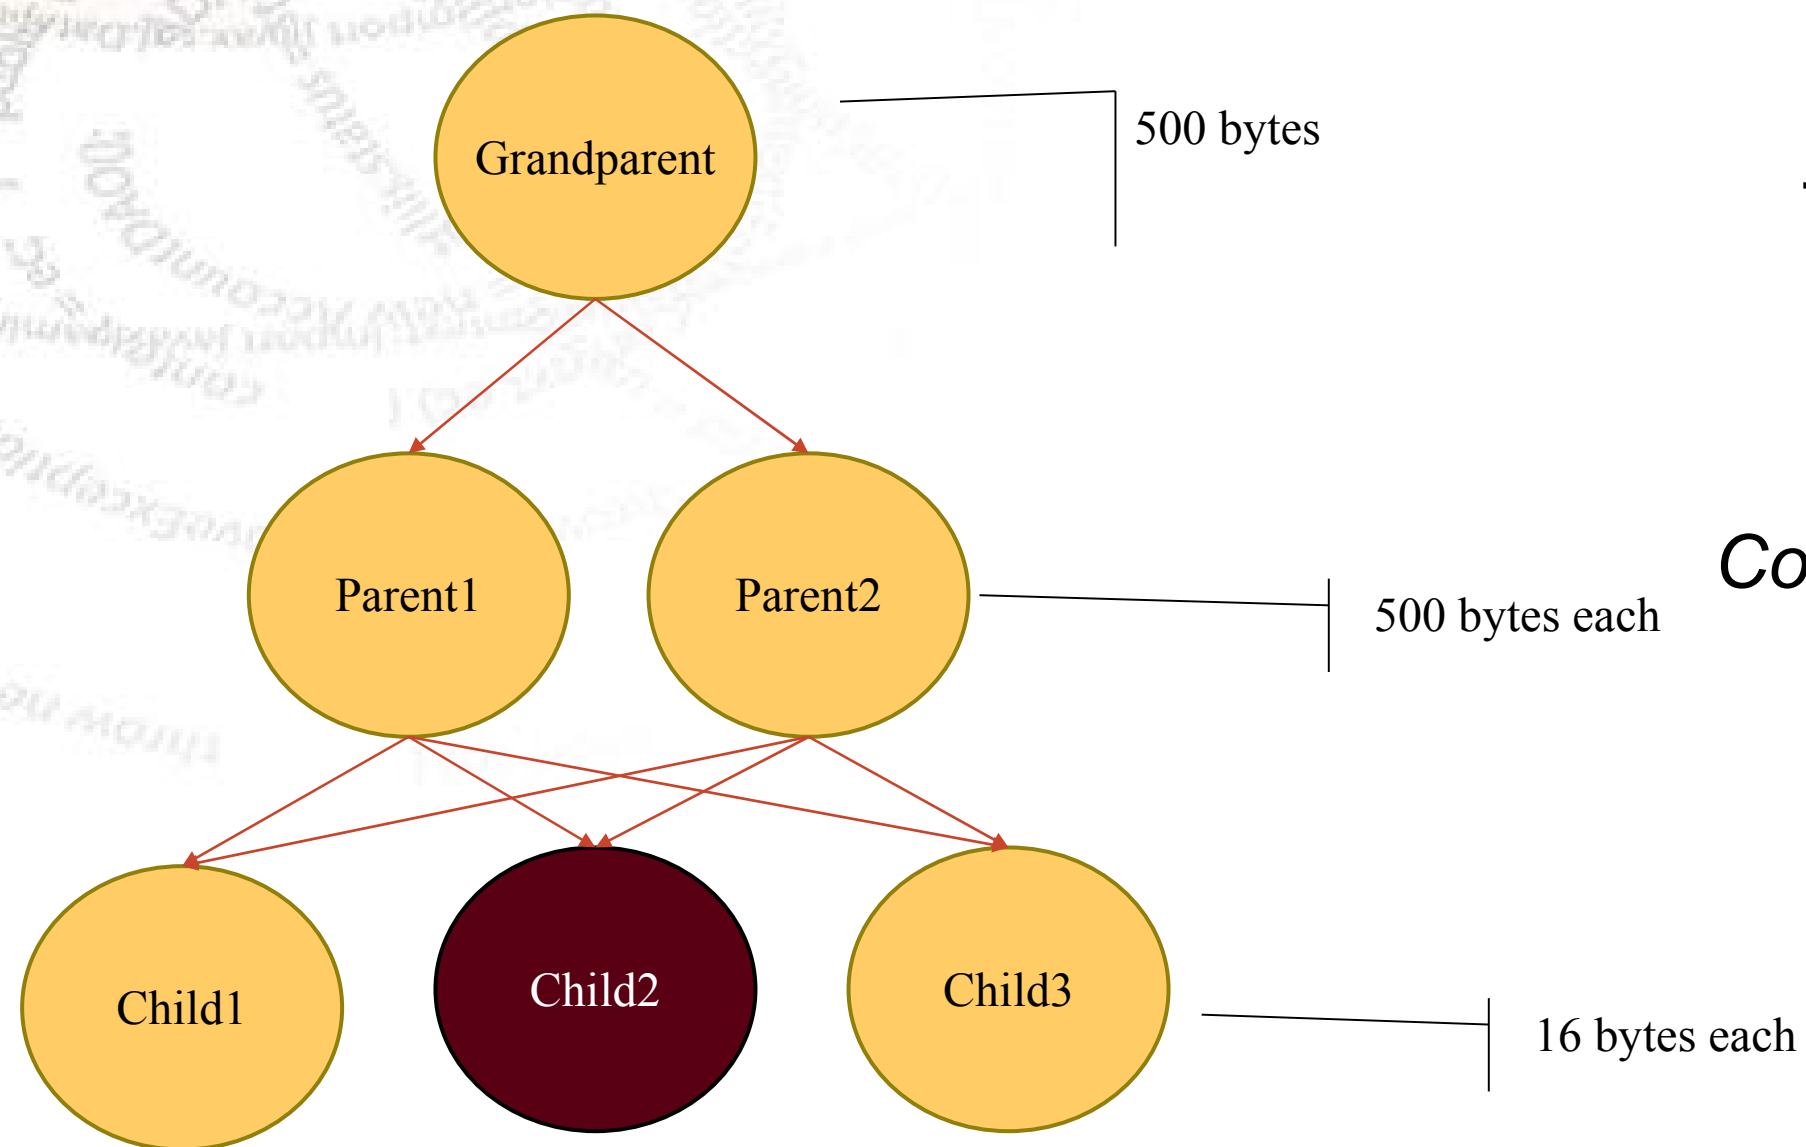 Grandparent
500 bytes
Parent1
Parent2
500 bytes each
Child1
Child2
Child3
16 bytes each